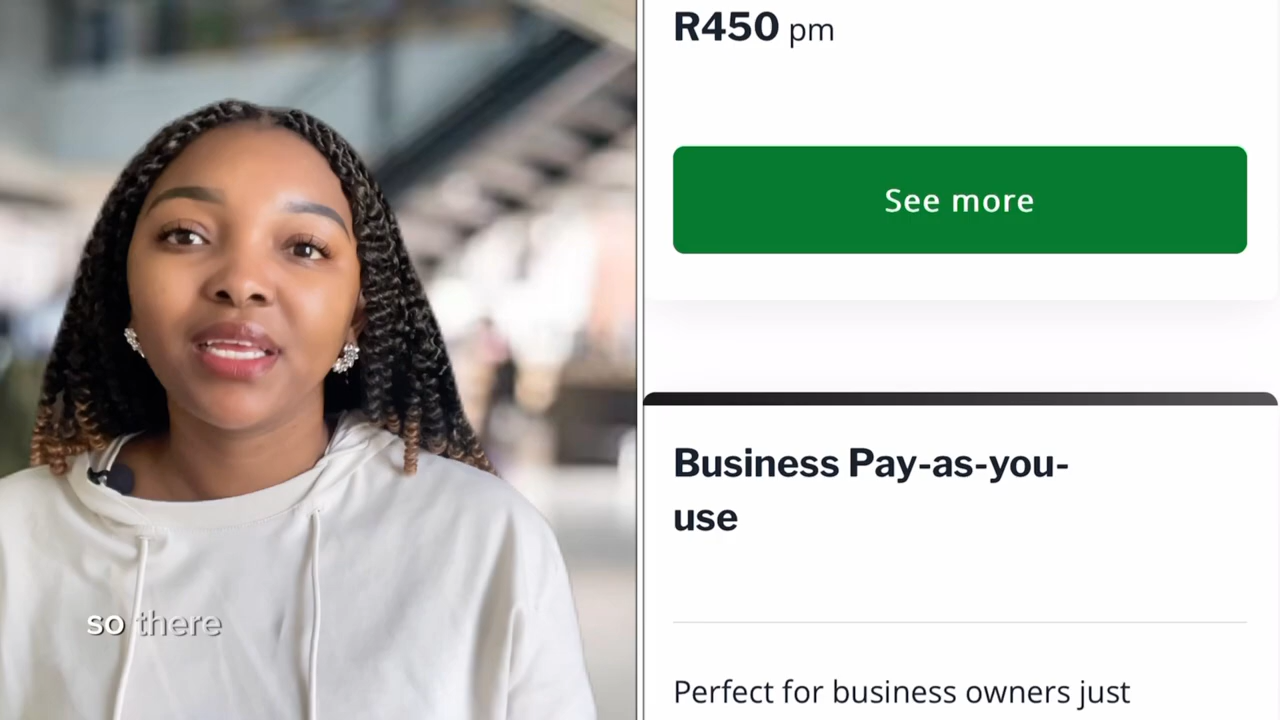 so there
R450 pm
See more
Business Pay-as-you-
use
Perfect for business owners just